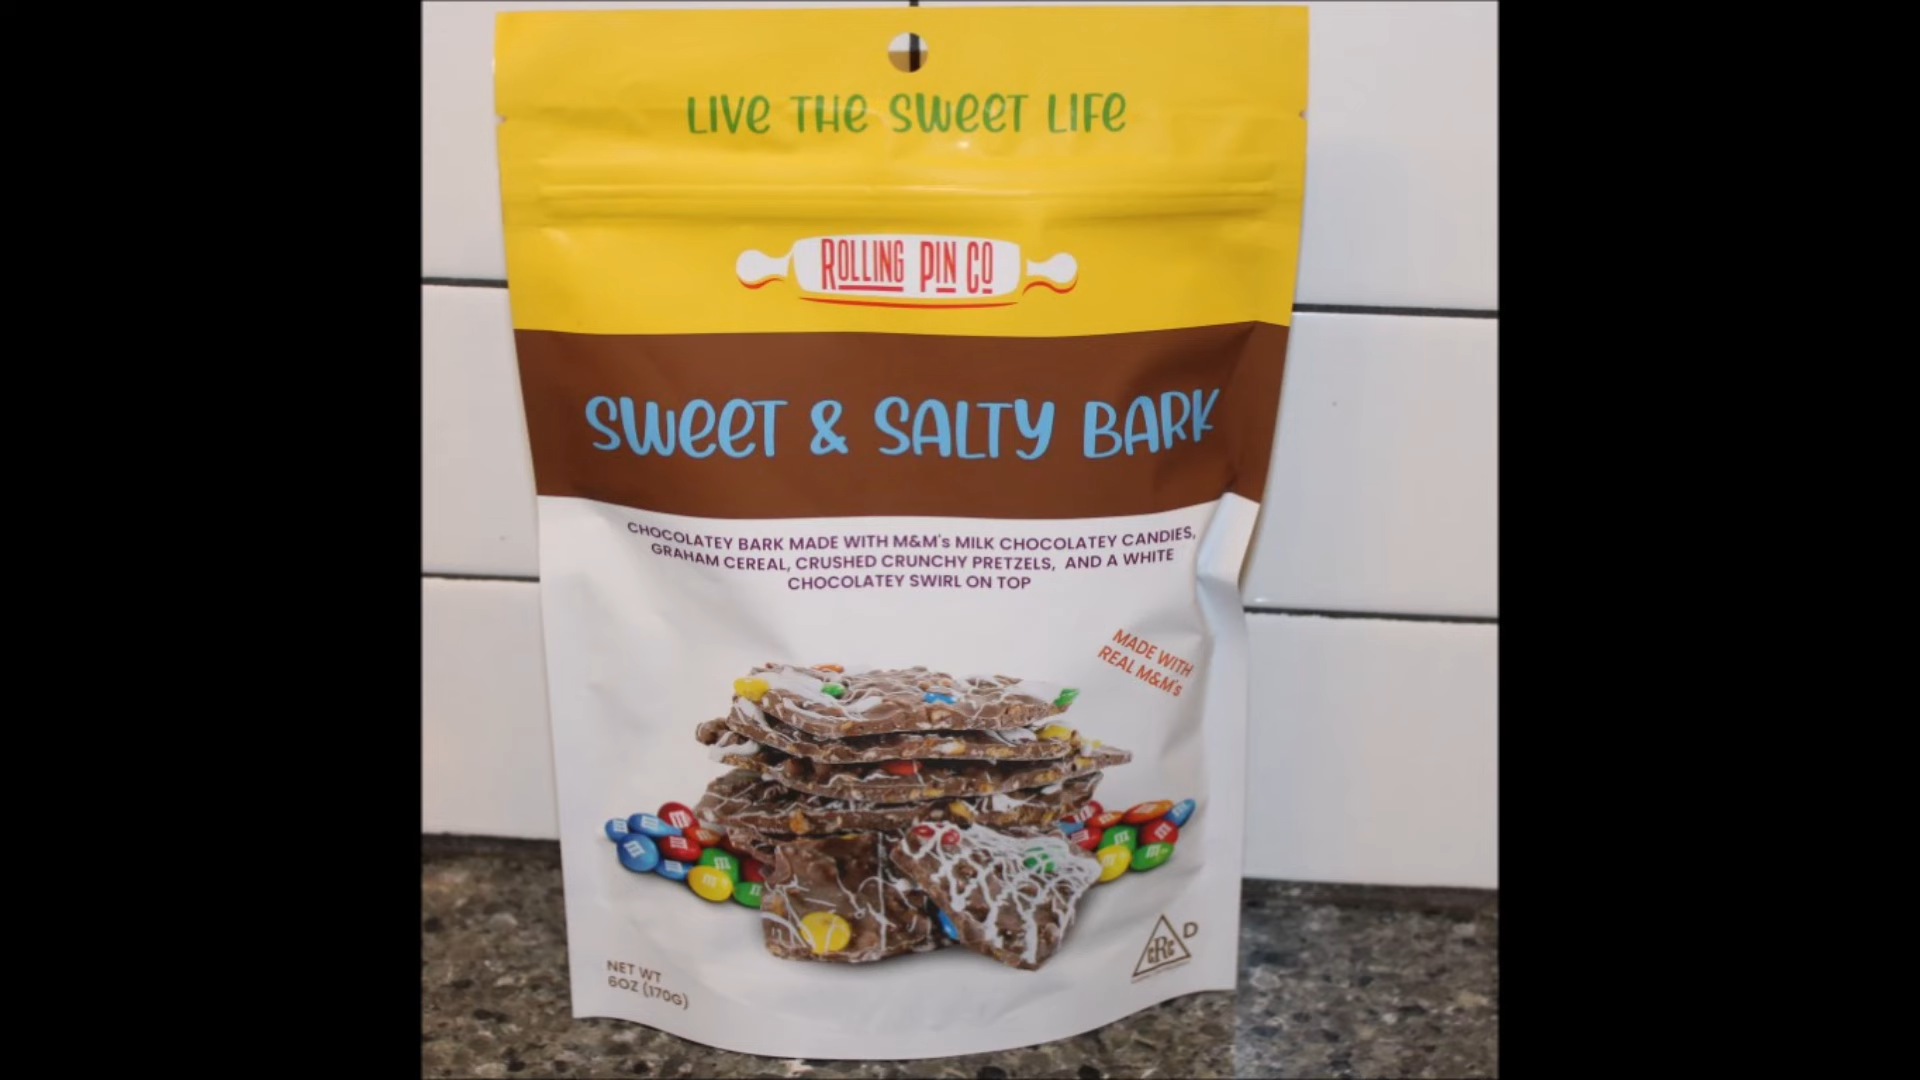 LIVE THE SWEET LIFE
ROLLING PIN CO
SWEET & SALTY BARK
CHOCOLATEY BARK MADE WITH M&M's MILK CHOCOLATEY CANDIES,
GRAHAM CEREAL, CRUSHED CRUNCHY PRETZELS, AND A WHITE
CHOCOLATEY SWIRL ON TOP
MADE WITH
REAL M&M's
NET WT
6OZ (170G)
cRc D